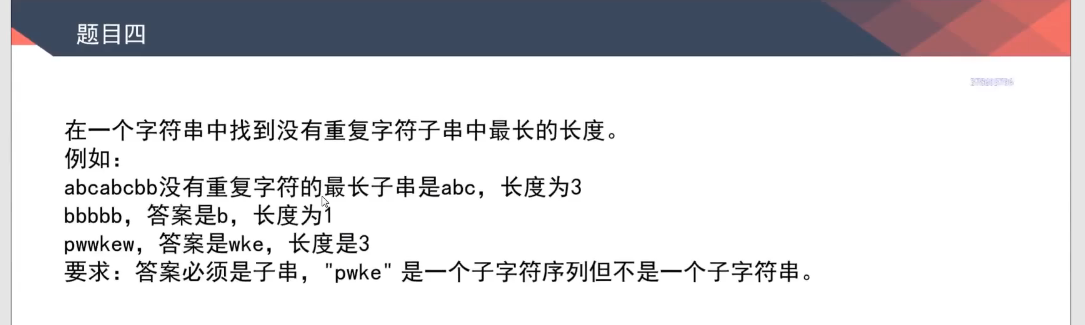 题目四
在一个字符串中找到没有重复字符子串中最长的长度。
例如：
abcabcbb没有重复字符的最长子串是abc，长度为3
bbbbb，答案是b，长度为1
pwwkew，答案是wke，长度是3
要求：答案必须是子串，"pwke" 是一个子字符序列但不是一个子字符串。